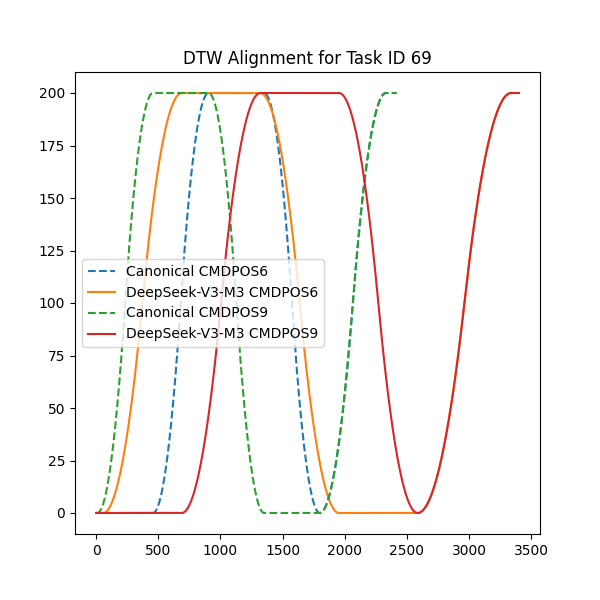 DTW Alignment for Task ID 69
200
175
150
125
100
75
50
25
0
Canonical CMDPOS6
DeepSeek-V3-M3 CMDPOS6
Canonical CMDPOS9
DeepSeek-V3-M3 CMDPOS9
0 500 1000 1500 2000 2500 3000 3500